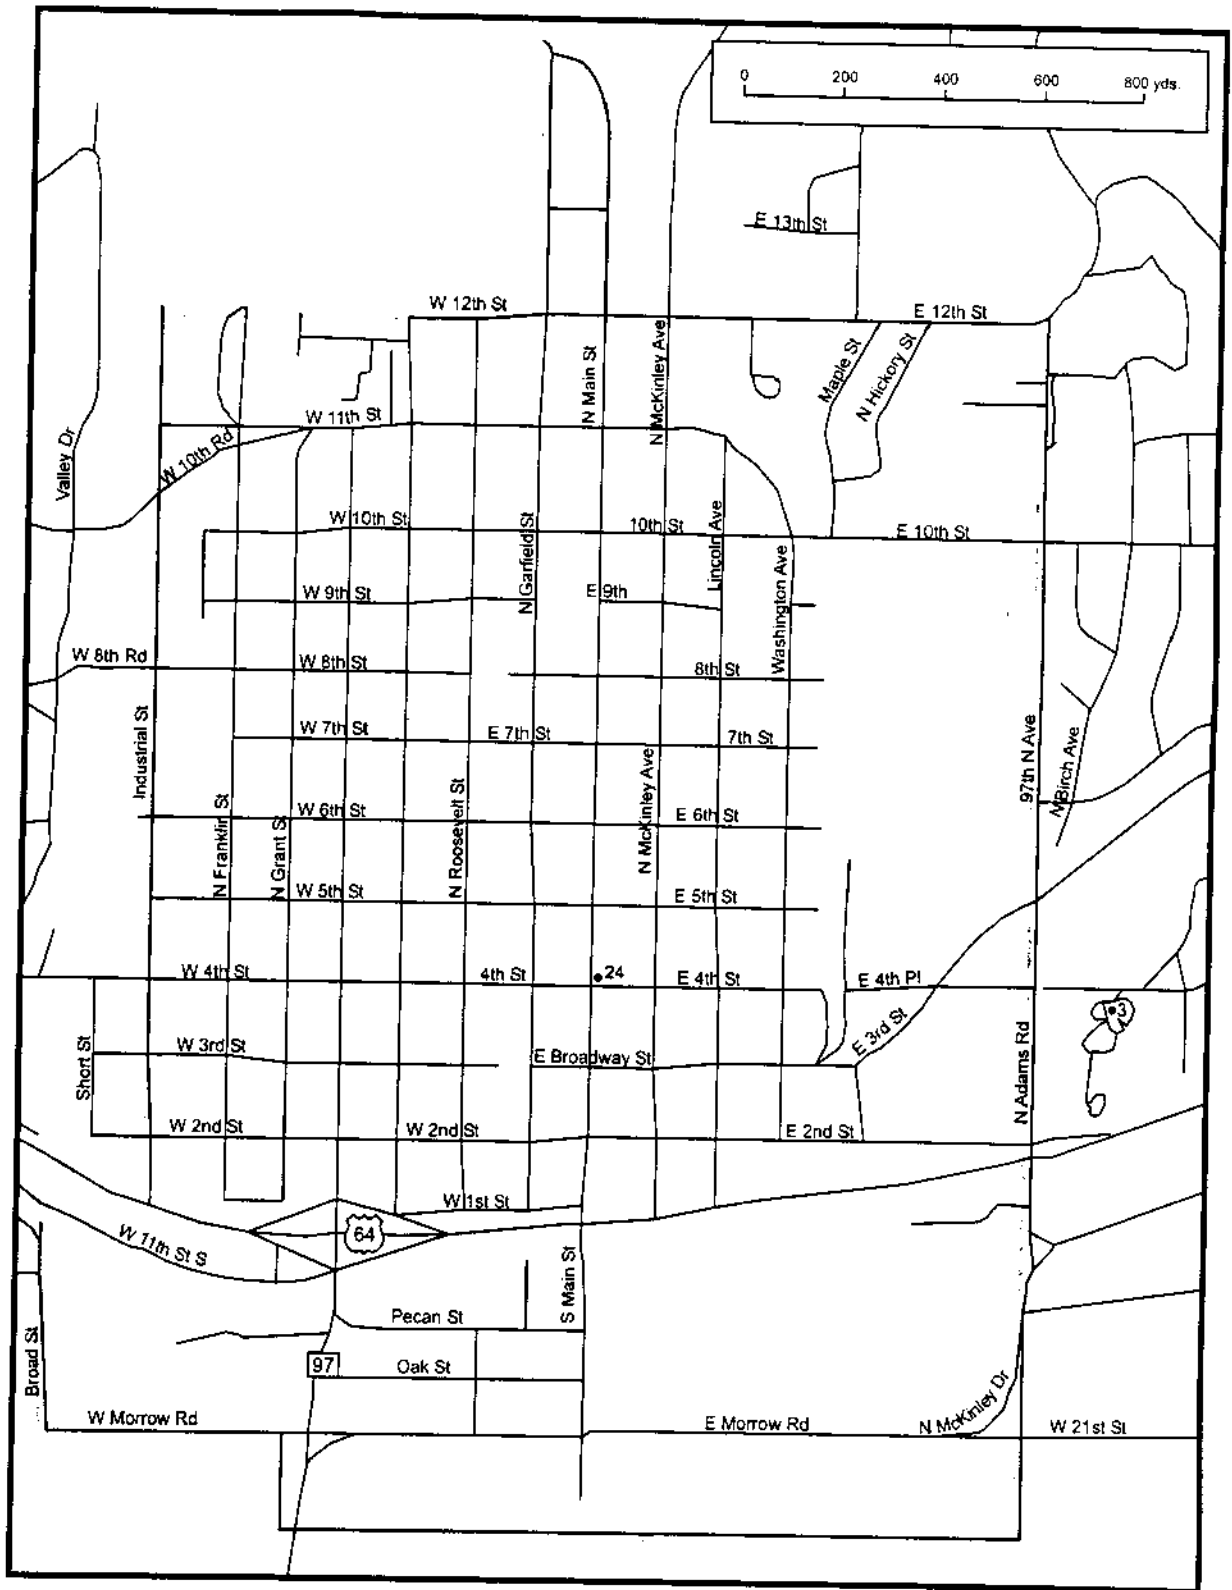 0 200 400 600 800 yds.
E 13th St
W 12th St
E 12th St
N Main St
N McKinley Ave
Maple St
N Hickory St
W 11th St
W 10th Rd
Valley Dr
W 10th St
N Garfield St
10th St
Lincoln Ave
E 10th St
Washington Ave
W 9th St
E 9th
W 8th Rd
W 8th St
8th St
Industrial St
W 7th St
E 7th St
7th St
97th N Ave
N Birch Ave
N Franklin St
N Grant St
W 6th St
N Roosevelt St
N McKinley Ave
E 6th St
W 5th St
E 5th St
W 4th St
4th St
24
E 4th St
E 4th Pl
3
Short St
W 3rd St
E Broadway St
E 3rd St
N Adams Rd
W 2nd St
W 2nd St
E 2nd St
W 1st St
64
W 11th St S
S Main St
Pecan St
Broad St
97
Oak St
W Morrow Rd
E Morrow Rd
N McKinley Dr
W 21st St